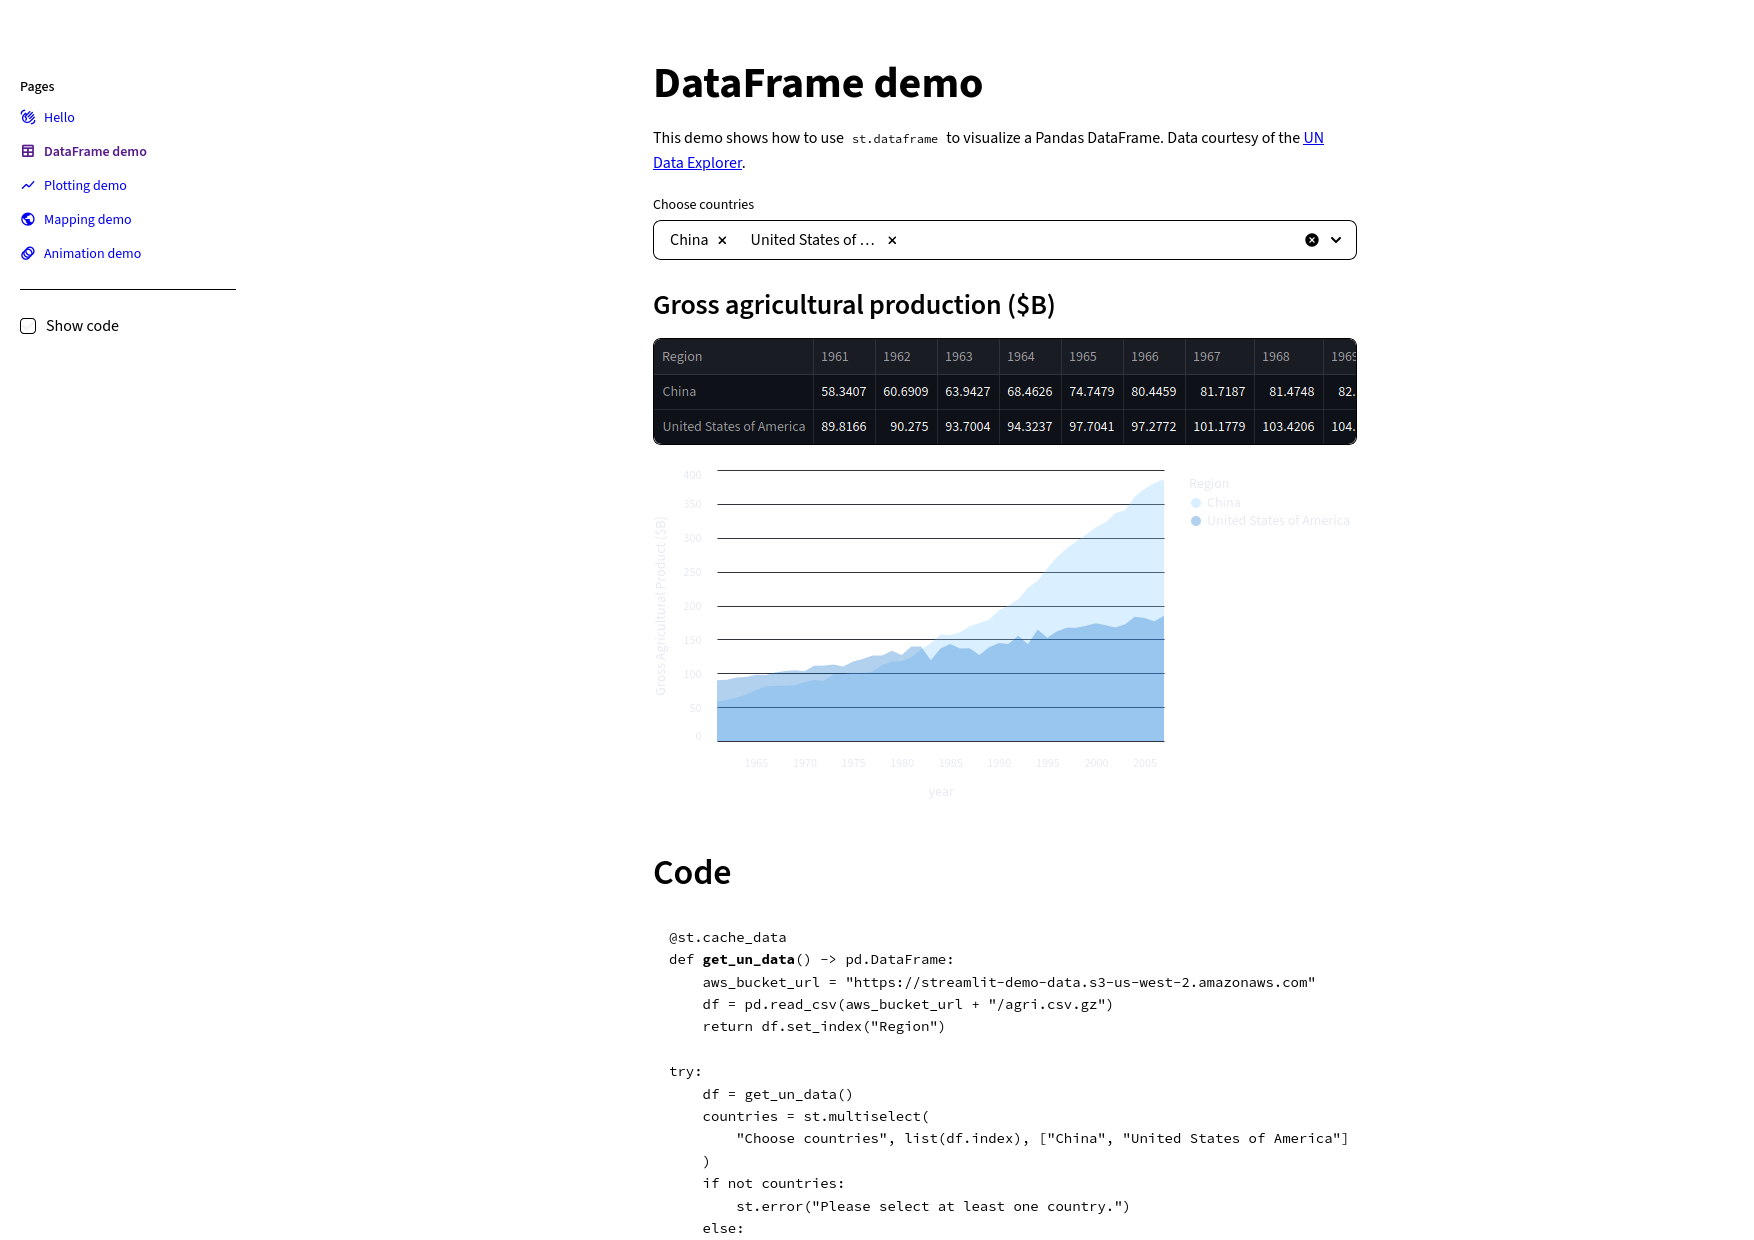 Pages
Hello
DataFrame demo
Plotting demo
Mapping demo
Animation demo
Show code
DataFrame demo
This demo shows how to use st.dataframe to visualize a Pandas DataFrame. Data courtesy of the UN
Data Explorer.
Choose countries
China United States of …
Gross agricultural production ($B)
Region 1961 1962 1963 1964 1965 1966 1967 1968 1969
China 58.3407 60.6909 63.9427 68.4626 74.7479 80.4459 81.7187 81.4748 82.
United States of America 89.8166 90.275 93.7004 94.3237 97.7041 97.2772 101.1779 103.4206 104.
Gross Agricultural Product ($B)
400
350
300
250
200
150
100
50
0
1965 1970 1975 1980 1985 1990 1995 2000 2005
year
Region
China
United States of America
Code
@st.cache_data
def get_un_data() -> pd.DataFrame:
    aws_bucket_url = "https://streamlit-demo-data.s3-us-west-2.amazonaws.com"
    df = pd.read_csv(aws_bucket_url + "/agri.csv.gz")
    return df.set_index("Region")
try:
    df = get_un_data()
    countries = st.multiselect(
        "Choose countries", list(df.index), ["China", "United States of America"]
    )
    if not countries:
        st.error("Please select at least one country.")
    else: